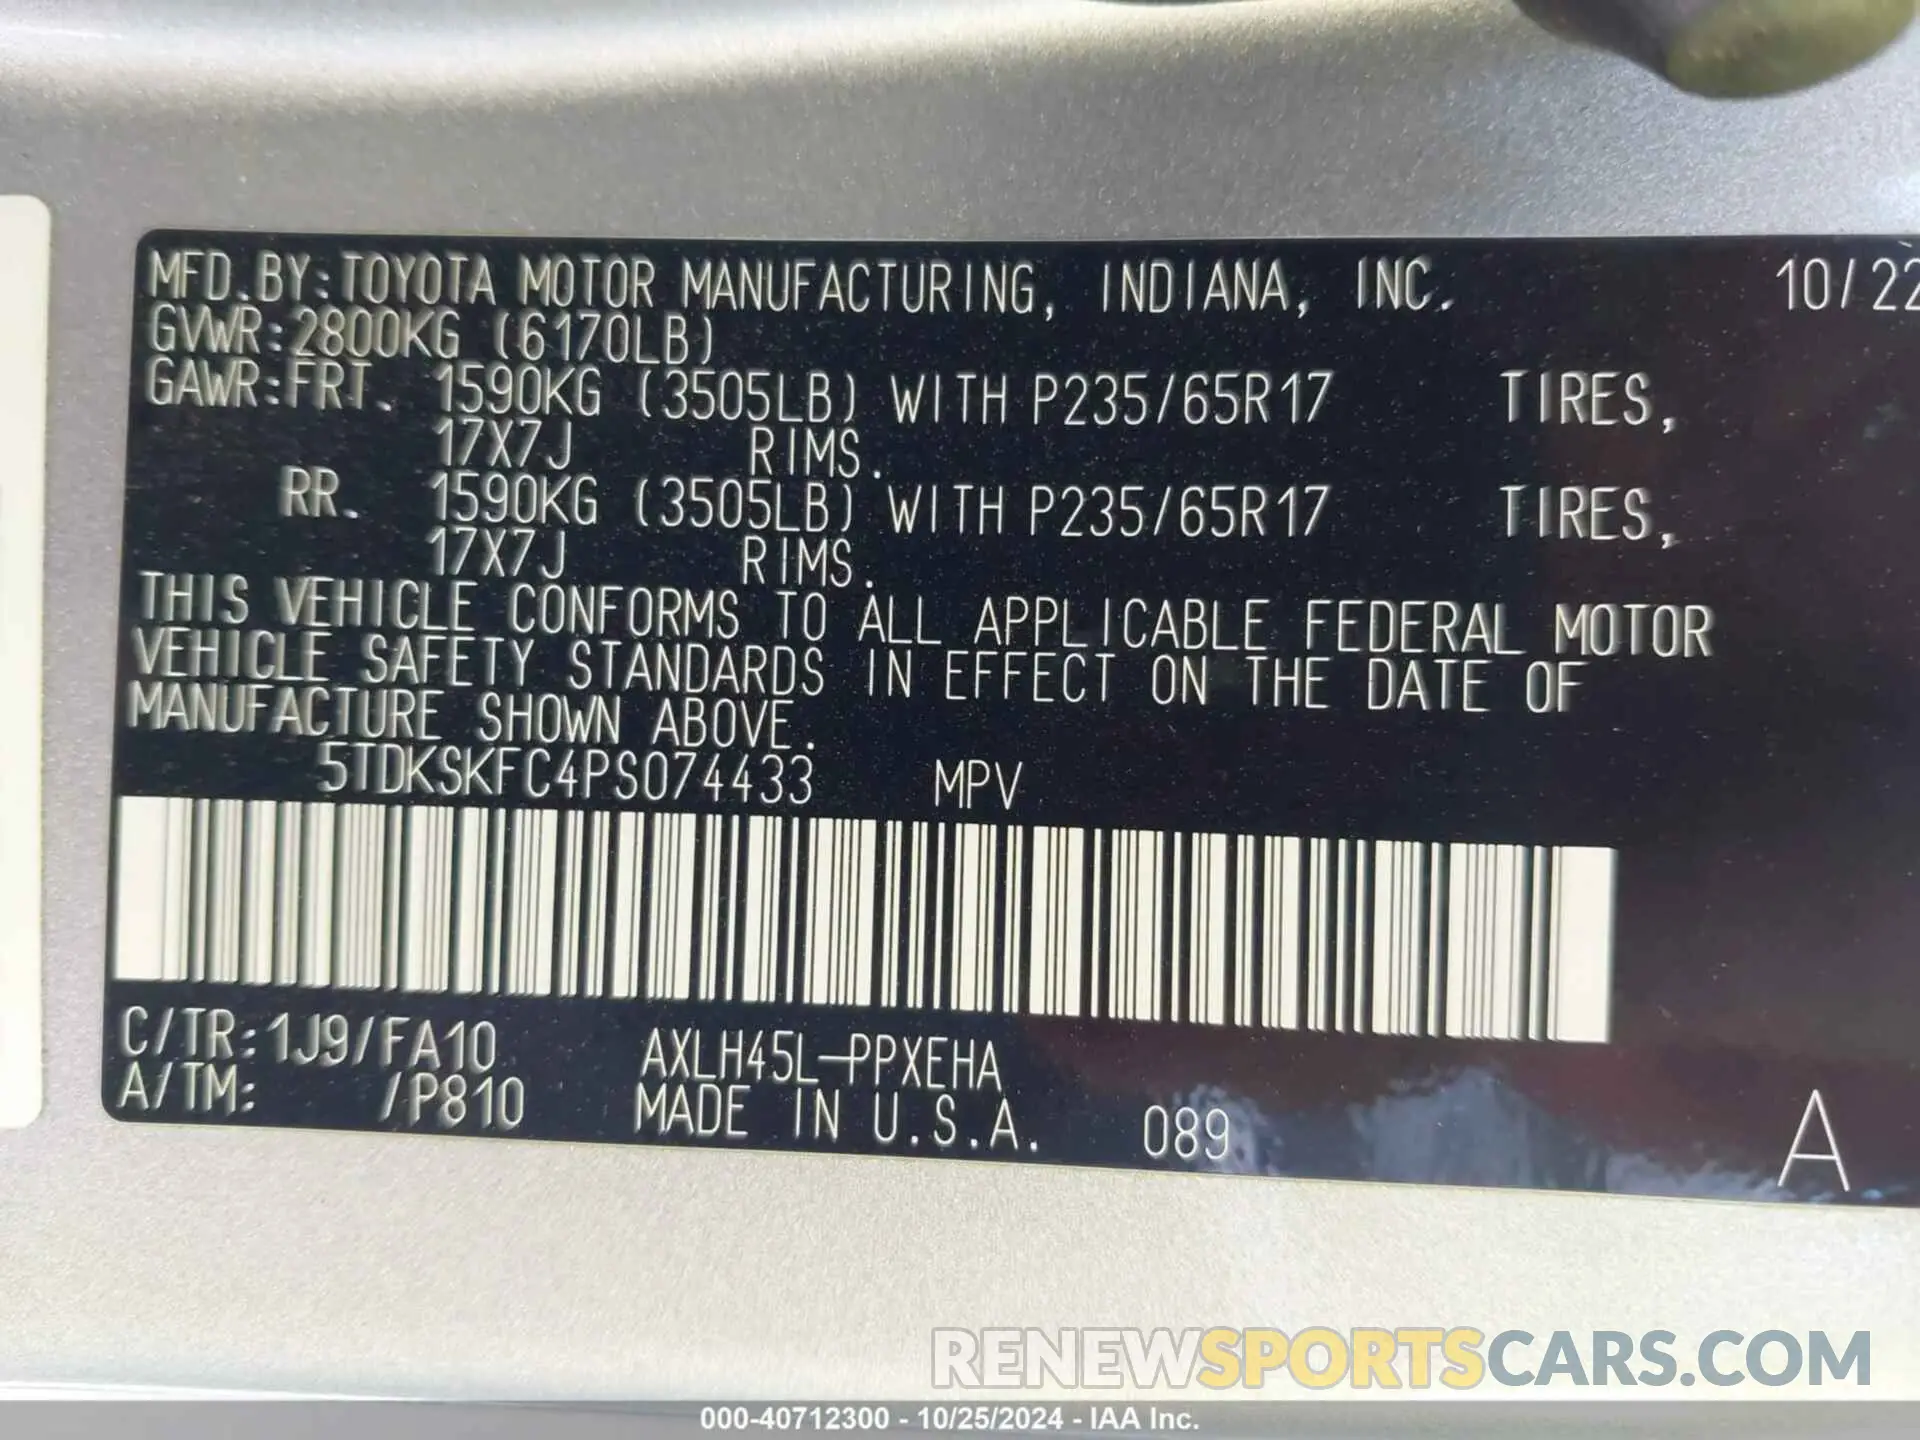 MFD.BY:TOYOTA MOTOR MANUFACTURING, INDIANA, INC. 10/22
GVWR:2800KG (6170LB)
GAWR:FRT. 1590KG (3505LB) WITH P235/65R17 TIRES,
17X7J RIMS.
RR. 1590KG (3505LB) WITH P235/65R17 TIRES,
17X7J RIMS.
THIS VEHICLE CONFORMS TO ALL APPLICABLE FEDERAL MOTOR
VEHICLE SAFETY STANDARDS IN EFFECT ON THE DATE OF
MANUFACTURE SHOWN ABOVE.
5TDKSKFC4PS074433 MPV
C/TR:1J9/FA10 AXLH45L-PPXEHA
A/TM: /P810 MADE IN U.S.A. 089 A
RENEWSPORTSCARS.COM
000-40712300 - 10/25/2024 - IAA Inc.